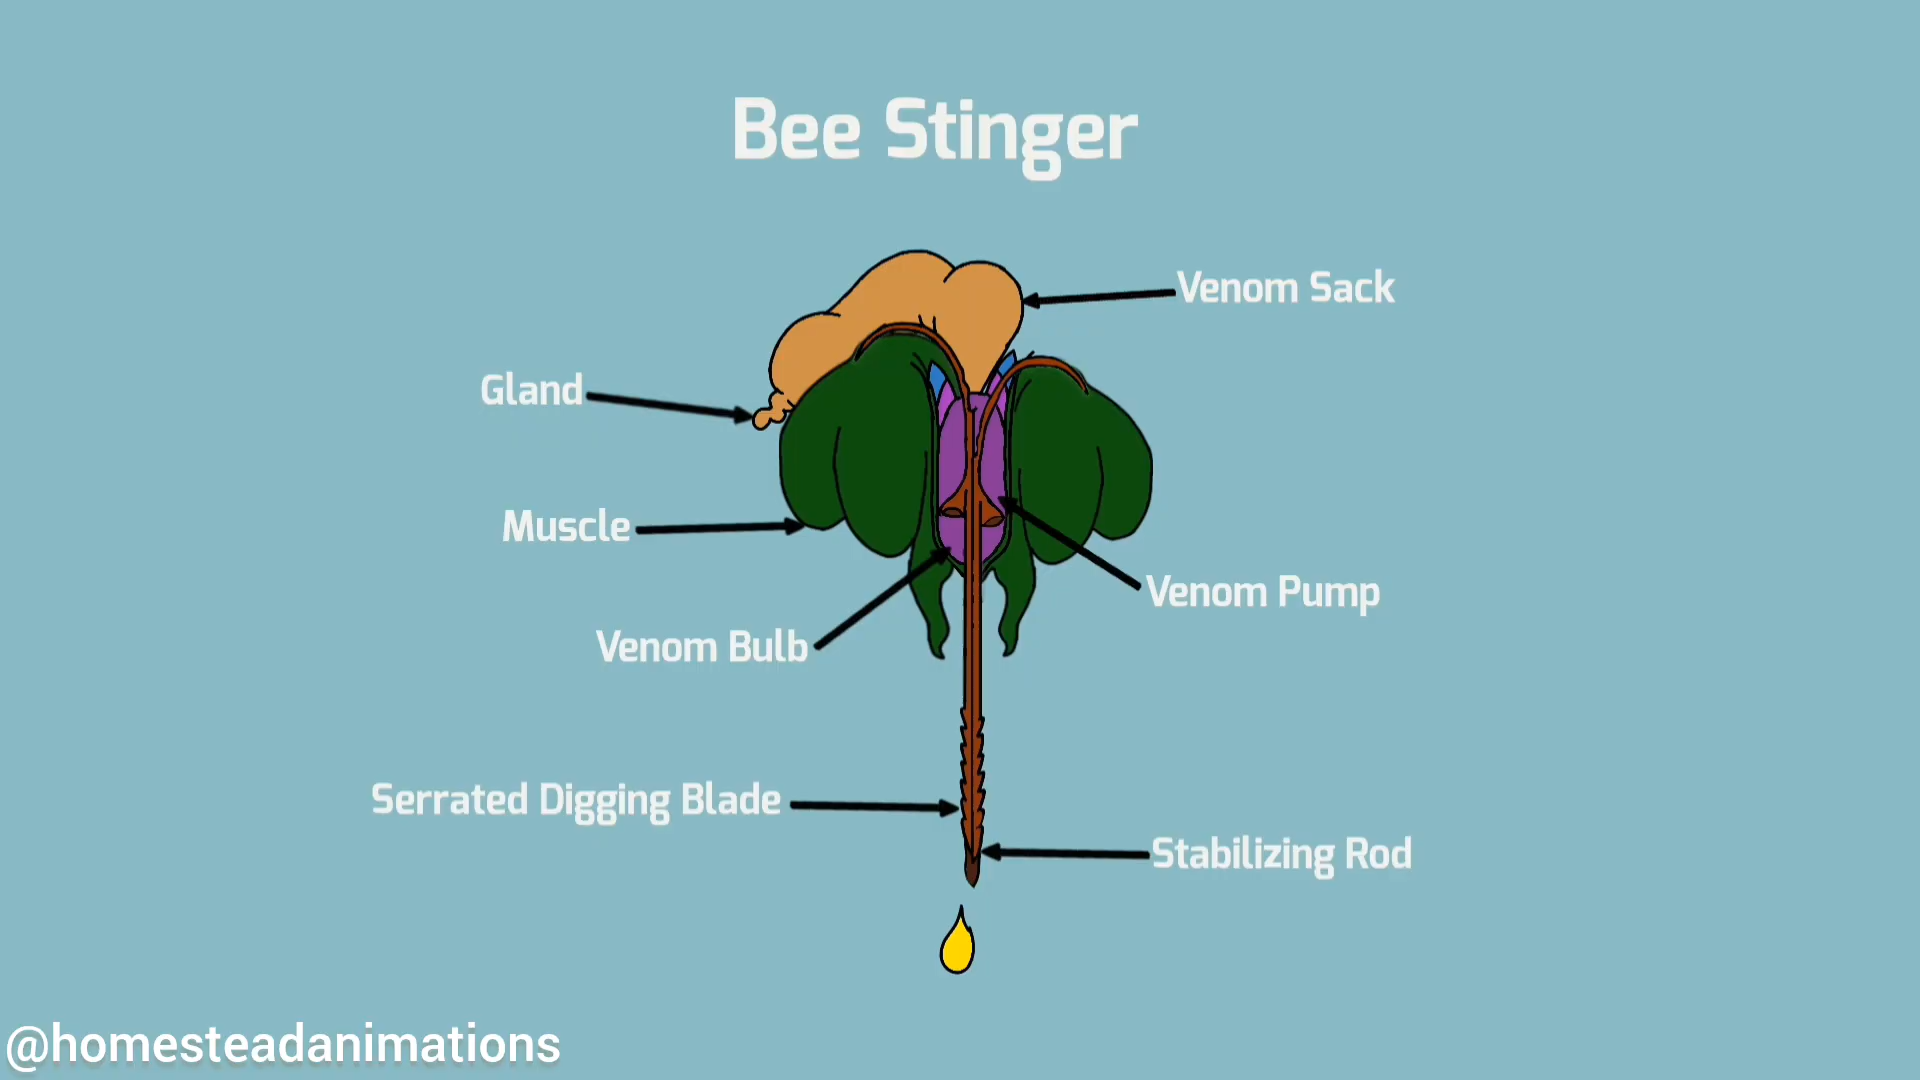 Bee Stinger
Venom Sack
Gland
Muscle
Venom Pump
Venom Bulb
Serrated Digging Blade
Stabilizing Rod
@homesteadanimations